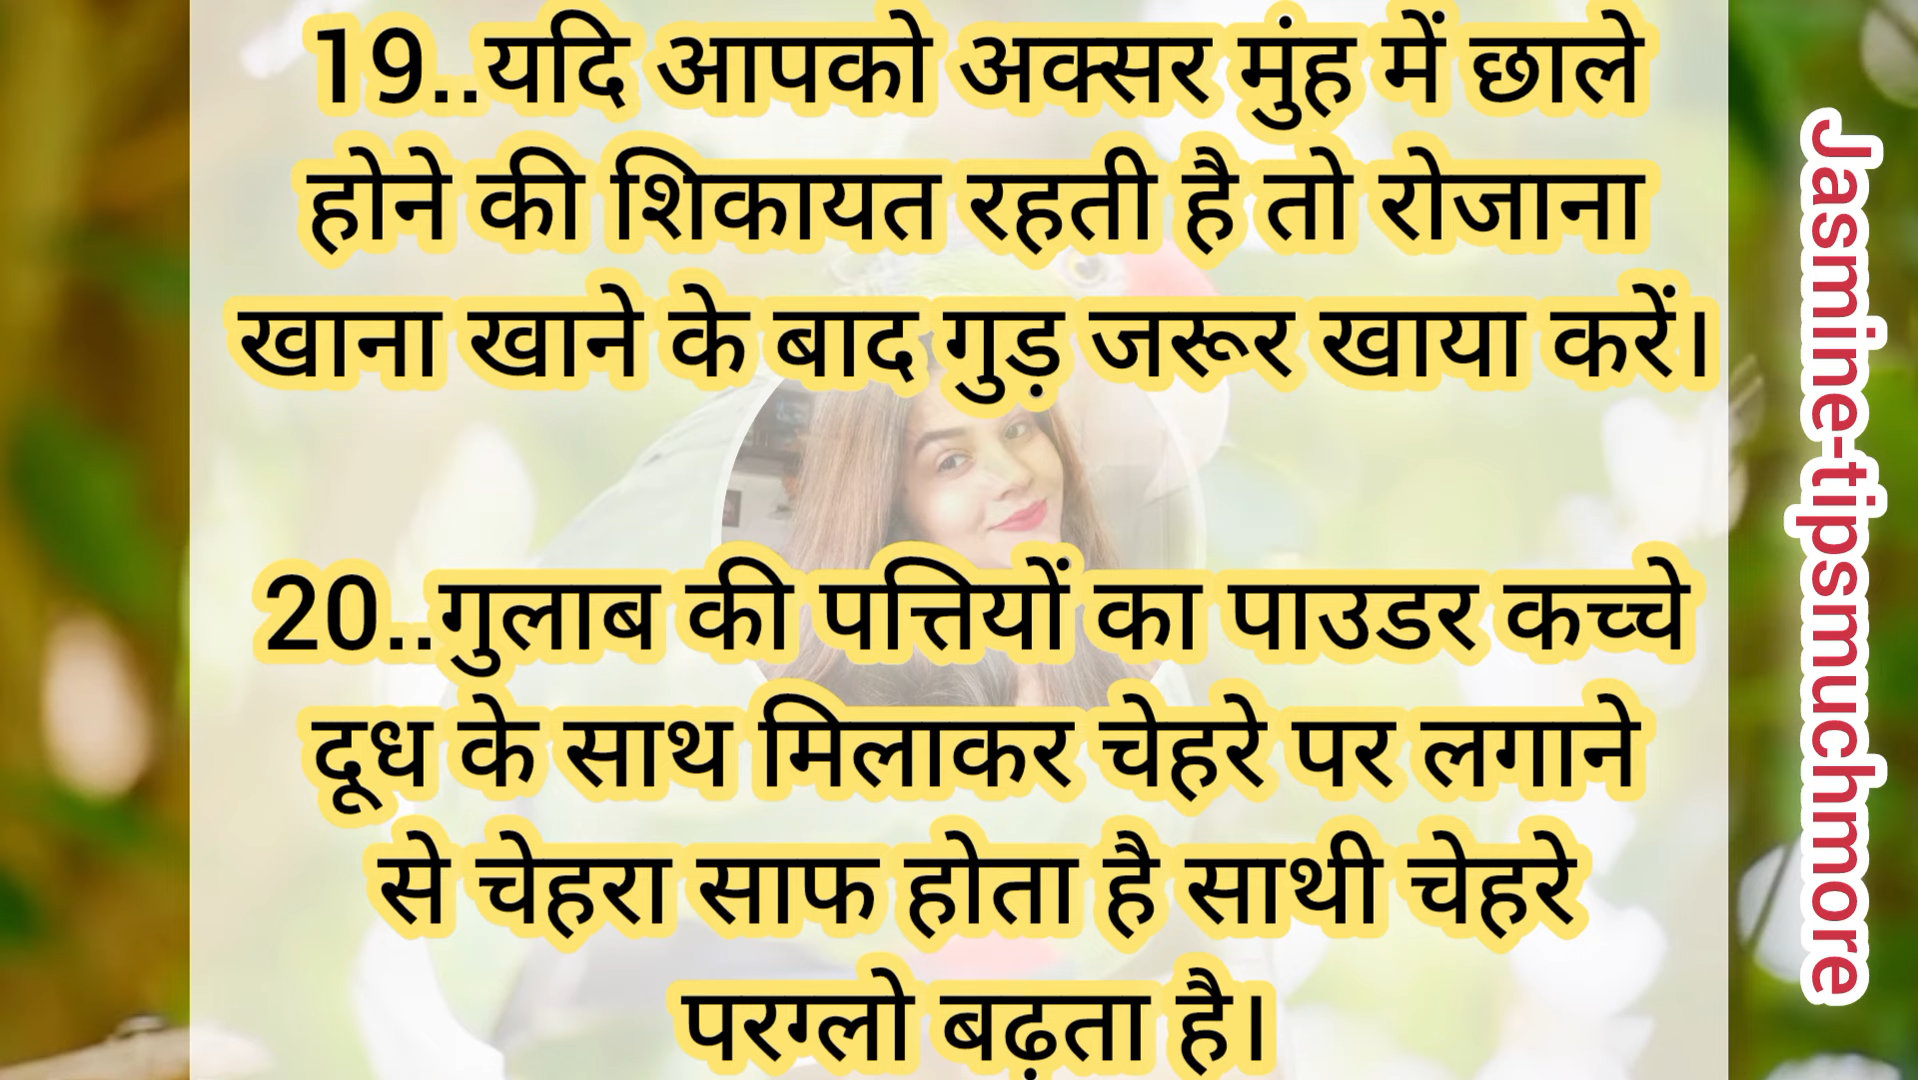 19..यदि आपको अक्सर मुंह में छाले
होने की शिकायत रहती है तो रोजाना
खाना खाने के बाद गुड़ जरूर खाया करें।
20..गुलाब की पत्तियों का पाउडर कच्चे
दूध के साथ मिलाकर चेहरे पर लगाने
से चेहरा साफ होता है साथी चेहरे
परग्लो बढ़ता है।
Jasmine-tipsmuchmore